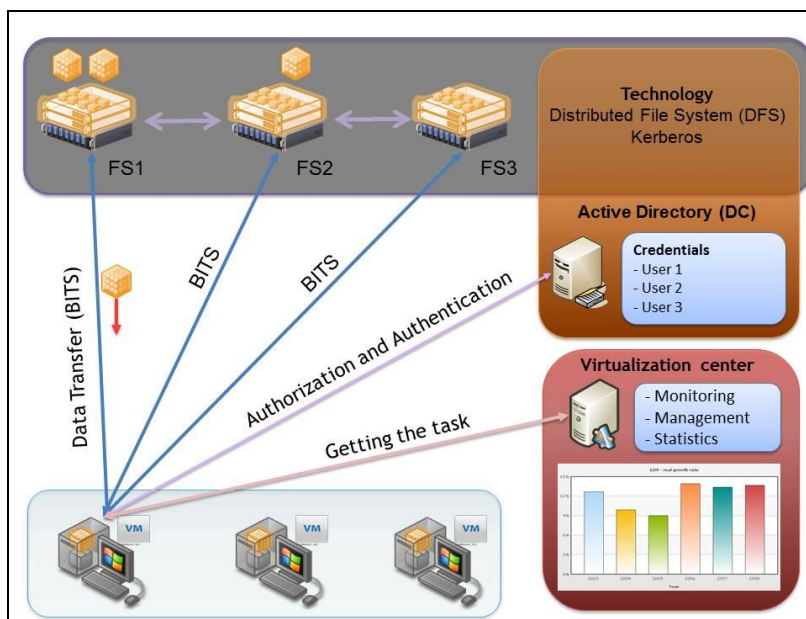 Technology
Distributed File System (DFS)
Kerberos
FS1
FS2
FS3
Active Directory (DC)
Credentials
- User 1
- User 2
- User 3
Data Transfer (BITS)
BITS
BITS
Authorization and Authentication
Getting the task
Virtualization center
- Monitoring
- Management
- Statistics
VM
VM
VM